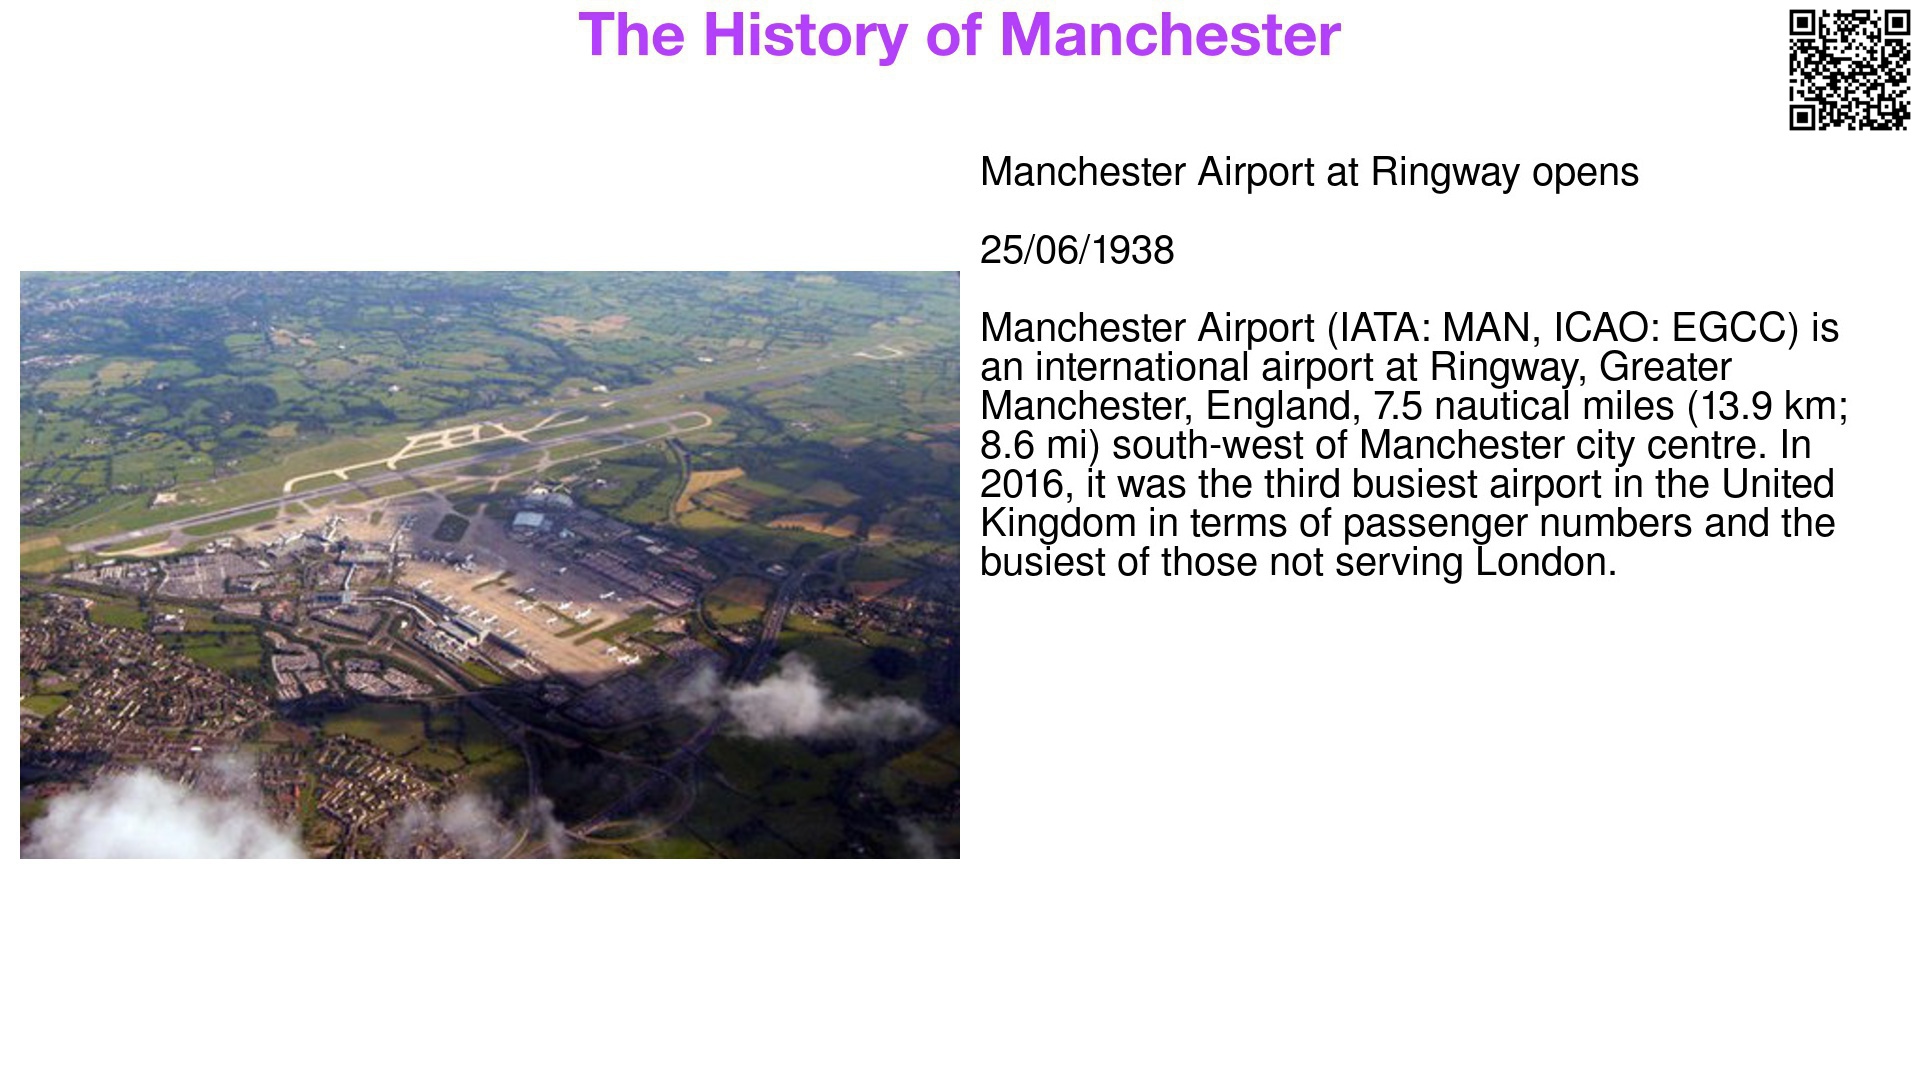 The History of Manchester
Manchester Airport at Ringway opens
25/06/1938
Manchester Airport (IATA: MAN, ICAO: EGCC) is
an international airport at Ringway, Greater
Manchester, England, 7.5 nautical miles (13.9 km;
8.6 mi) south-west of Manchester city centre. In
2016, it was the third busiest airport in the United
Kingdom in terms of passenger numbers and the
busiest of those not serving London.